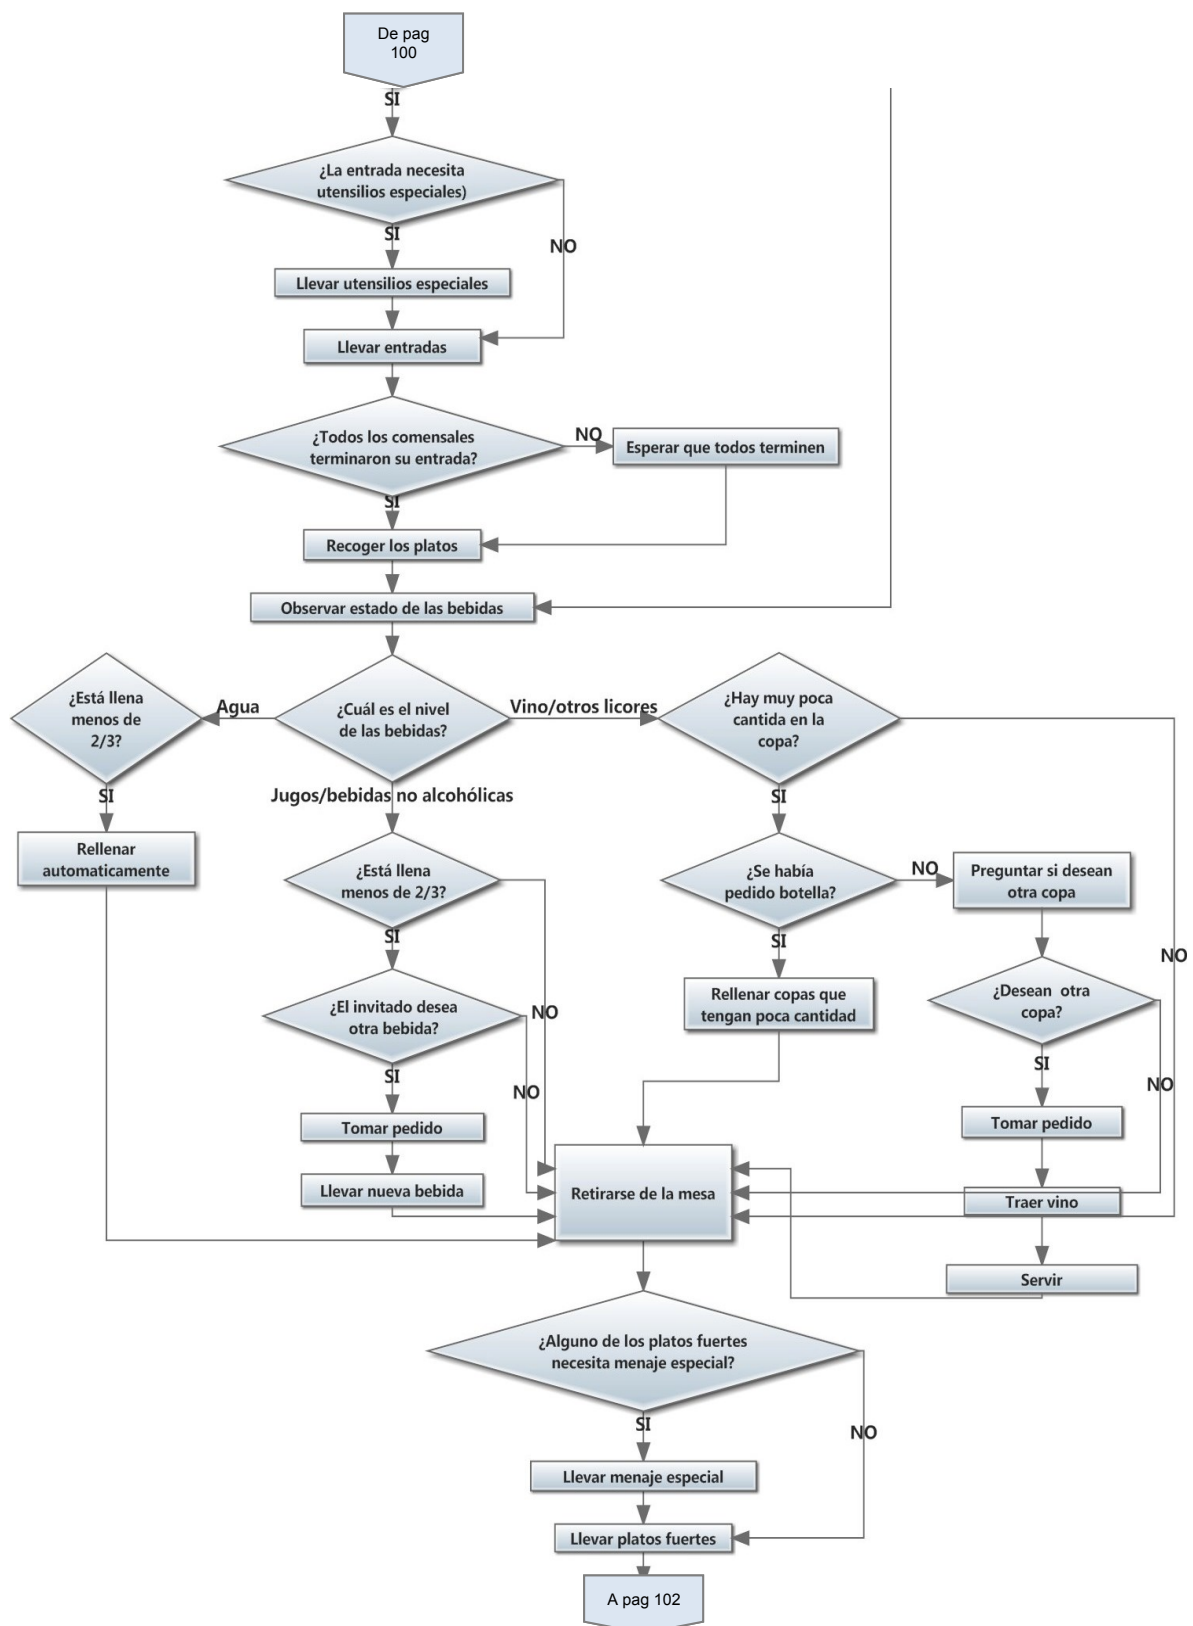 De pag
100
SI
¿La entrada necesita
utensilios especiales)
SI
NO
Llevar utensilios especiales
Llevar entradas
¿Todos los comensales
terminaron su entrada?
NO
Esperar que todos terminen
SI
Recoger los platos
Observar estado de las bebidas
¿Está llena
menos de
2/3?
Agua
¿Cuál es el nivel
de las bebidas?
Vino/otros licores
¿Hay muy poca
cantida en la
copa?
SI
Jugos/bebidas no alcohólicas
SI
Rellenar
automaticamente
¿Está llena
menos de 2/3?
¿Se había
pedido botella?
NO
Preguntar si desean
otra copa
SI
SI
NO
¿El invitado desea
otra bebida?
NO
Rellenar copas que
tengan poca cantidad
¿Desean otra
copa?
SI
NO
SI
NO
Tomar pedido
Tomar pedido
Llevar nueva bebida
Retirarse de la mesa
Traer vino
Servir
¿Alguno de los platos fuertes
necesita menaje especial?
SI
NO
Llevar menaje especial
Llevar platos fuertes
A pag 102